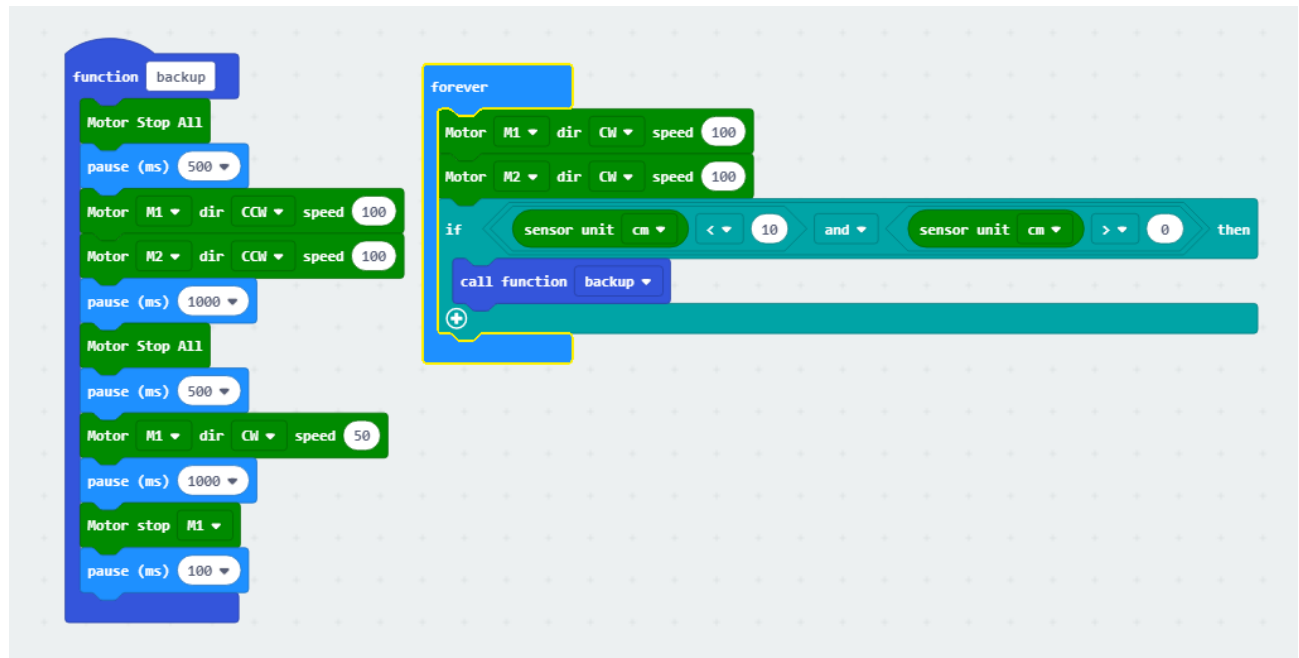 function backup
Motor Stop All
pause (ms) 500
Motor M1 dir CCW speed 100
Motor M2 dir CCW speed 100
pause (ms) 1000
Motor Stop All
pause (ms) 500
Motor M1 dir CW speed 50
pause (ms) 1000
Motor stop M1
pause (ms) 100
forever
Motor M1 dir CW speed 100
Motor M2 dir CW speed 100
if sensor unit cm < 10 and sensor unit cm > 0 then
call function backup